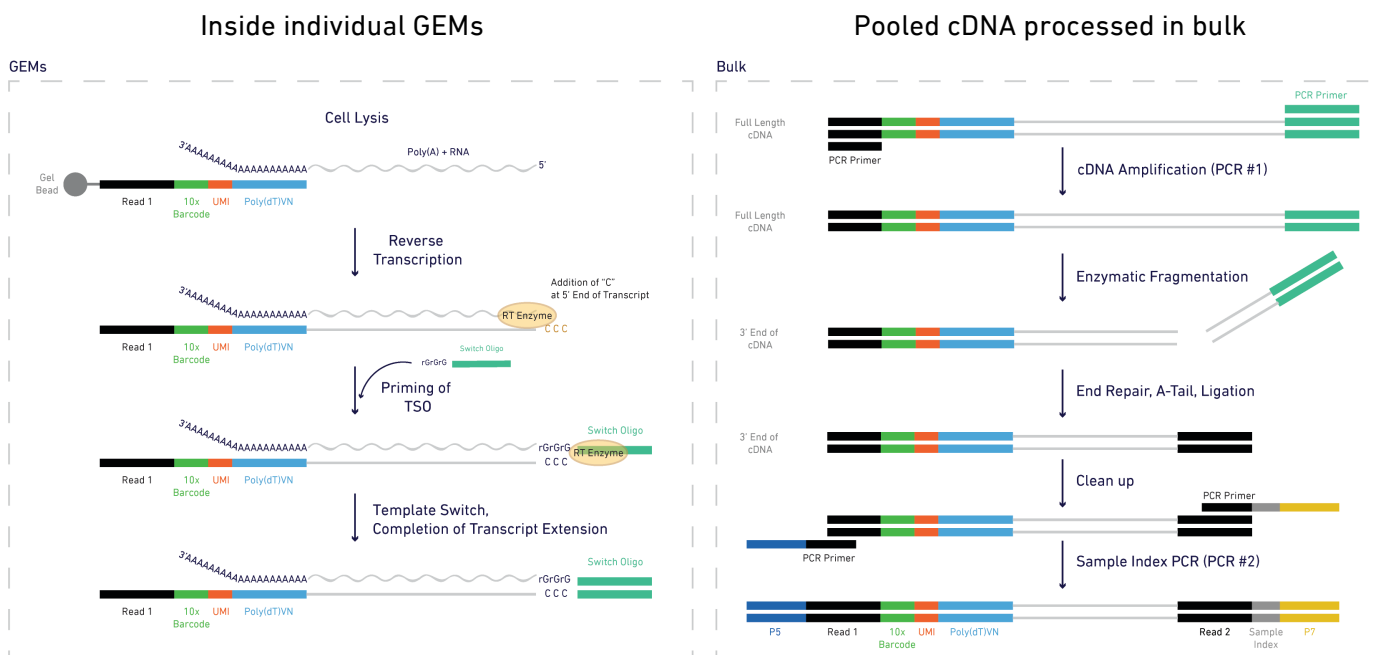 Inside individual GEMs
GEMs
Cell Lysis
3'AAAAAAAAAAAAAAAAAAA
Poly(A) + RNA
5'
Gel
Bead
Read 1
10x
Barcode
UMI
Poly(dT)VN
Reverse
Transcription
Addition of "C"
at 5' End of Transcript
3'AAAAAAAAAAAAAAAAAAA
RT Enzyme
CCC
Read 1
10x
Barcode
UMI
Poly(dT)VN
Switch Oligo
rGrGrG
Priming of
TSO
3'AAAAAAAAAAAAAAAAAAA
Switch Oligo
rGrGrG
RT Enzyme
CCC
Read 1
10x
Barcode
UMI
Poly(dT)VN
Template Switch,
Completion of Transcript Extension
3'AAAAAAAAAAAAAAAAAAA
Switch Oligo
rGrGrG
CCC
Read 1
10x
Barcode
UMI
Poly(dT)VN
Pooled cDNA processed in bulk
Bulk
PCR Primer
Full Length
cDNA
PCR Primer
cDNA Amplification (PCR #1)
Full Length
cDNA
Enzymatic Fragmentation
3' End of
cDNA
End Repair, A-Tail, Ligation
3' End of
cDNA
Clean up
PCR Primer
PCR Primer
Sample Index PCR (PCR #2)
P5
Read 1
10x
Barcode
UMI
Poly(dT)VN
Read 2
Sample
Index
P7